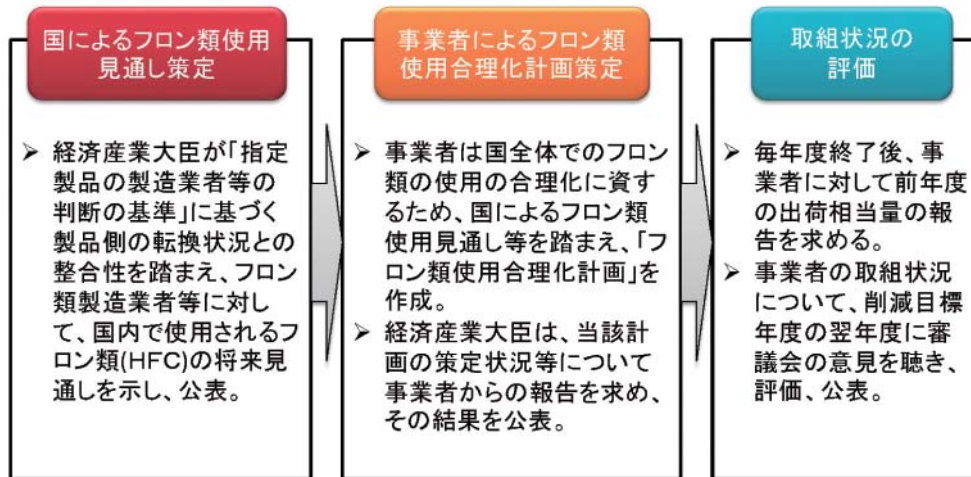 国によるフロン類使用
見通し策定
➢ 経済産業大臣が「指定
製品の製造業者等の
判断の基準」に基づく
製品側の転換状況との
整合性を踏まえ、フロン
類製造業者等に対し
て、国内で使用されるフ
ロン類(HFC)の将来見
通しを示し、公表。
事業者によるフロン類
使用合理化計画策定
➢ 事業者は国全体でのフロン
類の使用の合理化に資す
るため、国によるフロン類
使用見通し等を踏まえ、「フ
ロン類使用合理化計画」を
作成。
➢ 経済産業大臣は、当該計
画の策定状況等について
事業者からの報告を求め、
その結果を公表。
取組状況の
評価
➢ 毎年度終了後、事
業者に対して前年度
の出荷相当量の報
告を求める。
➢ 事業者の取組状況
について、削減目標
年度の翌年度に審
議会の意見を聴き、
評価、公表。